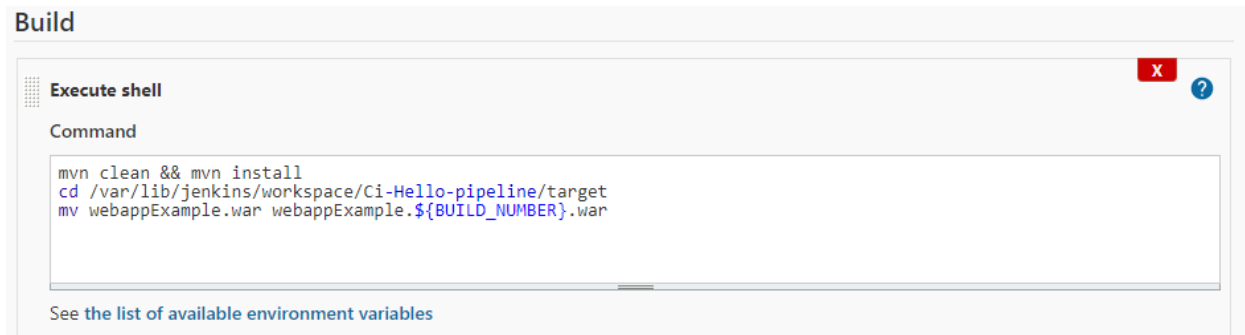 Build
X
Execute shell
?
Command
mvn clean && mvn install
cd /var/lib/jenkins/workspace/Ci-Hello-pipeline/target
mv webappExample.war webappExample.${BUILD_NUMBER}.war
See the list of available environment variables